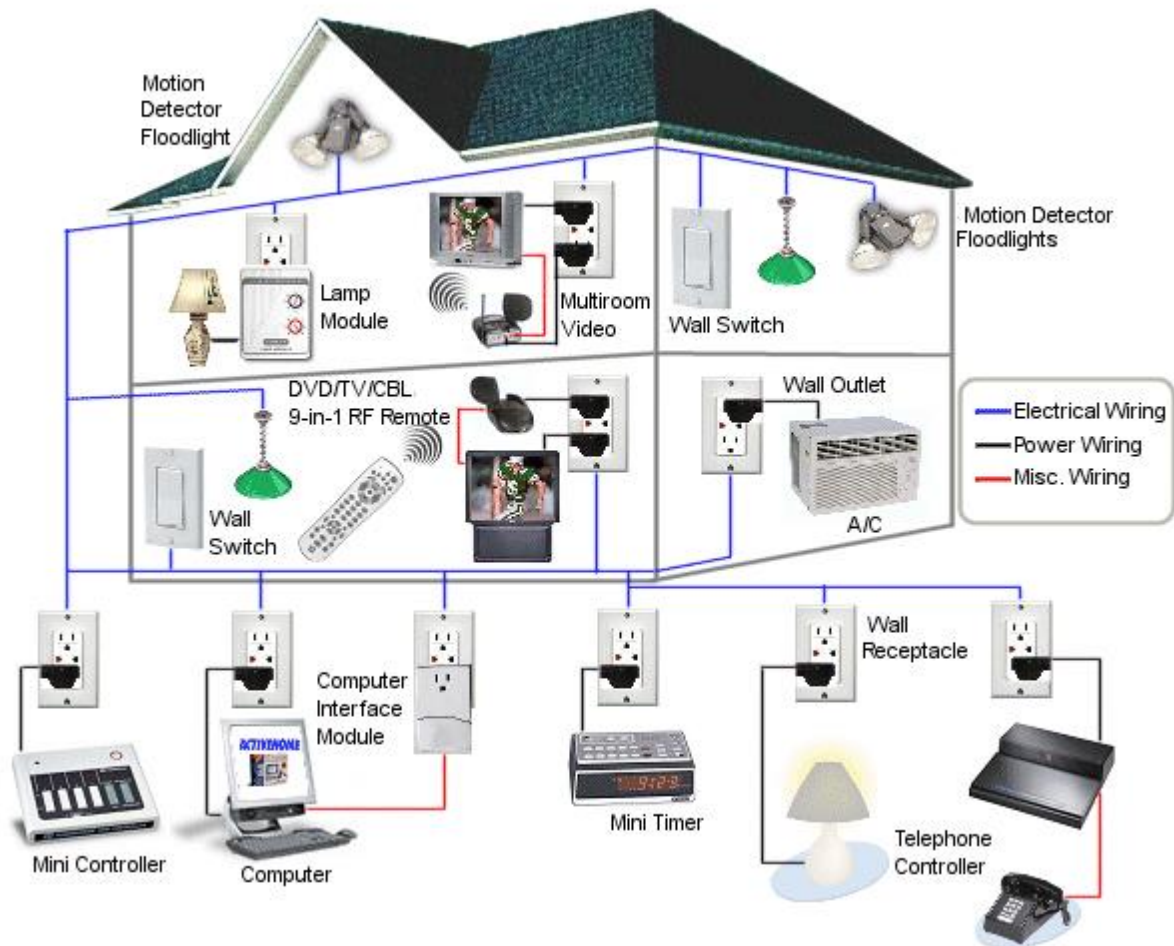 Motion
Detector
Floodlight
Motion Detector
Floodlights
Lamp
Module
Multiroom
Video
Wall Switch
DVD/TV/CBL
9-in-1 RF Remote
Wall Outlet
Electrical Wiring
Power Wiring
Misc. Wiring
Wall
Switch
A/C
Wall
Receptacle
Computer
Interface
Module
ACTIVEHOME
Mini Controller
Computer
Mini Timer
Telephone
Controller